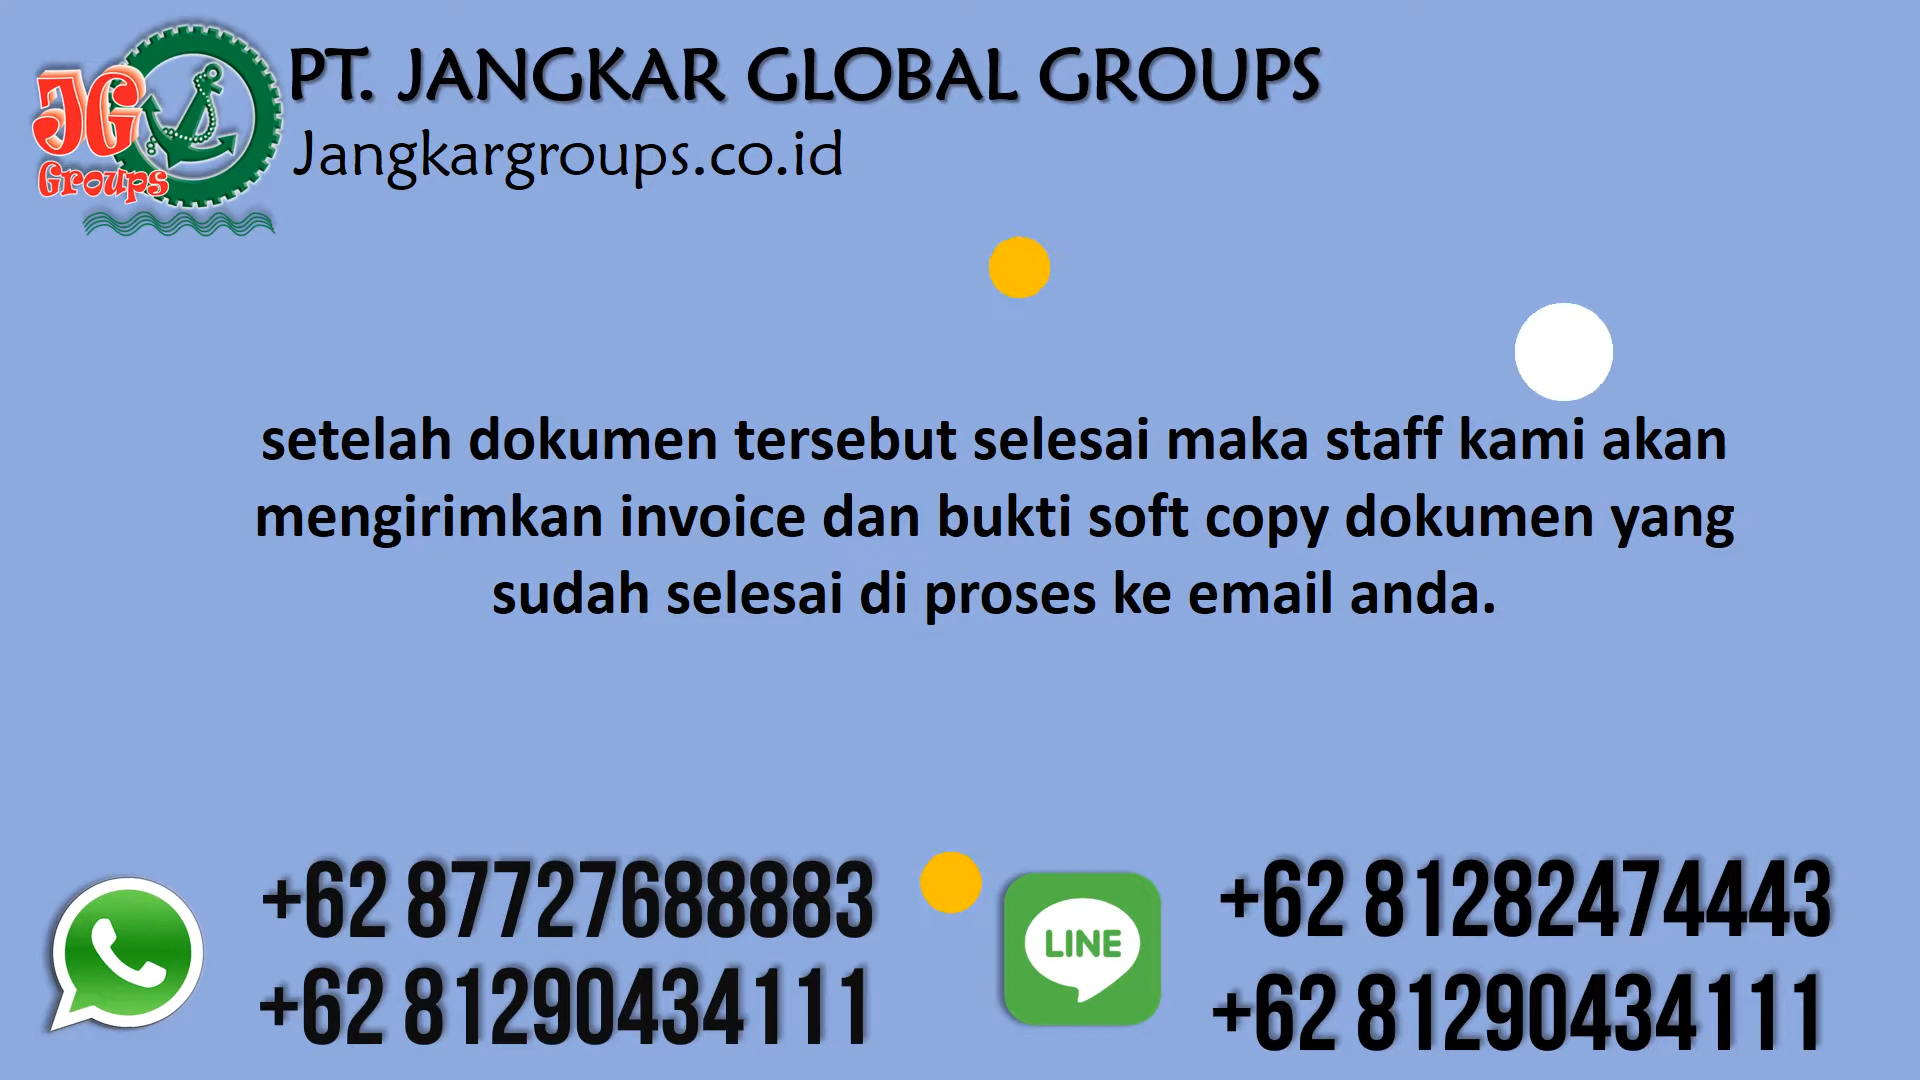 JG
Groups
PT. JANGKAR GLOBAL GROUPS
Jangkargroups.co.id
setelah dokumen tersebut selesai maka staff kami akan
mengirimkan invoice dan bukti soft copy dokumen yang
sudah selesai di proses ke email anda.
+62 87727688883
+62 81290434111
LINE
+62 81282474443
+62 81290434111